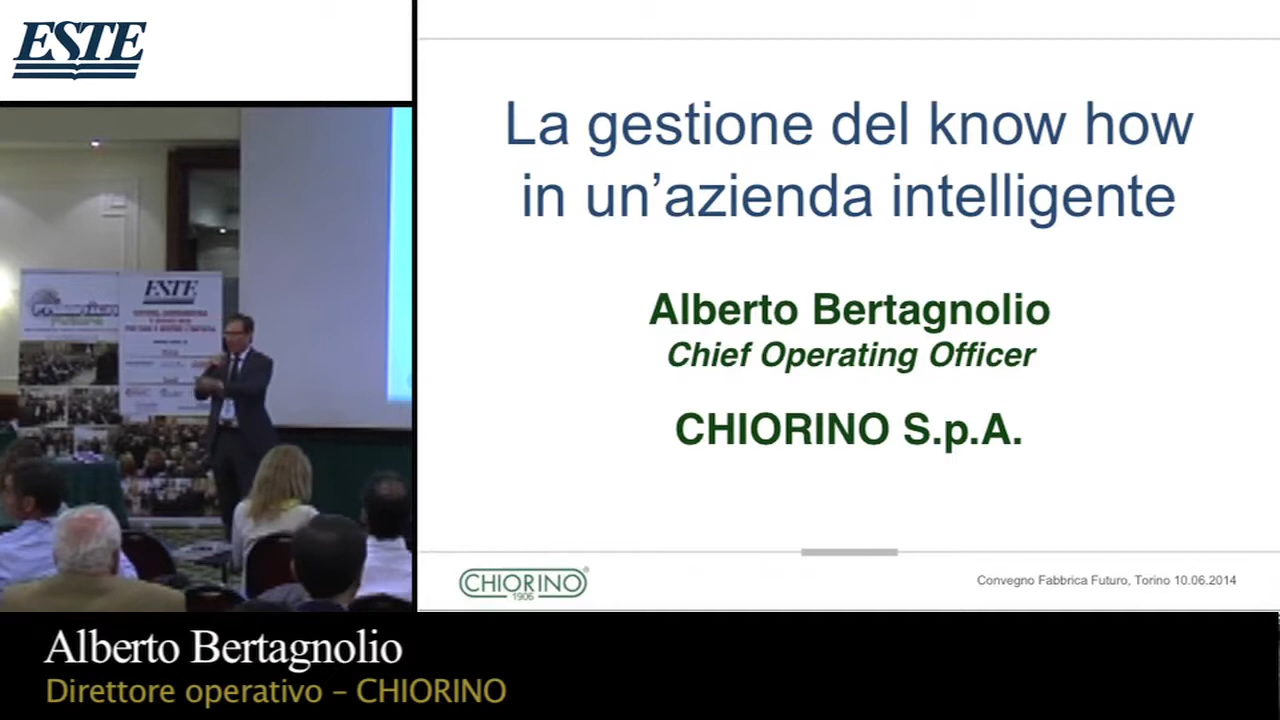 ESTE
La gestione del know how
in un'azienda intelligente
Alberto Bertagnolio
Chief Operating Officer
CHIORINO S.p.A.
CHIORINO®
1906
Convegno Fabbrica Futuro, Torino 10.06.2014
ESTE
Alberto Bertagnolio
Direttore operativo – CHIORINO